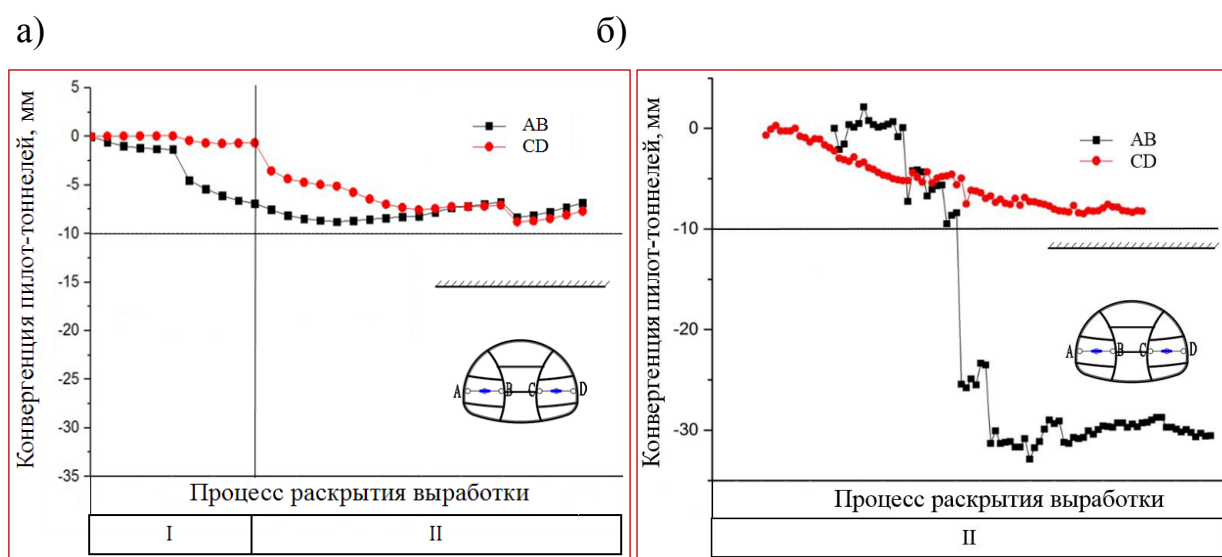 а)
Конвергенция пилот-тоннелей, мм
5
0
-5
-10
-15
-20
-25
-30
-35
AB
CD
A
B
C
D
Процесс раскрытия выработки
I
II
б)
Конвергенция пилот-тоннелей, мм
0
-10
-20
-30
AB
CD
A
B
C
D
Процесс раскрытия выработки
II